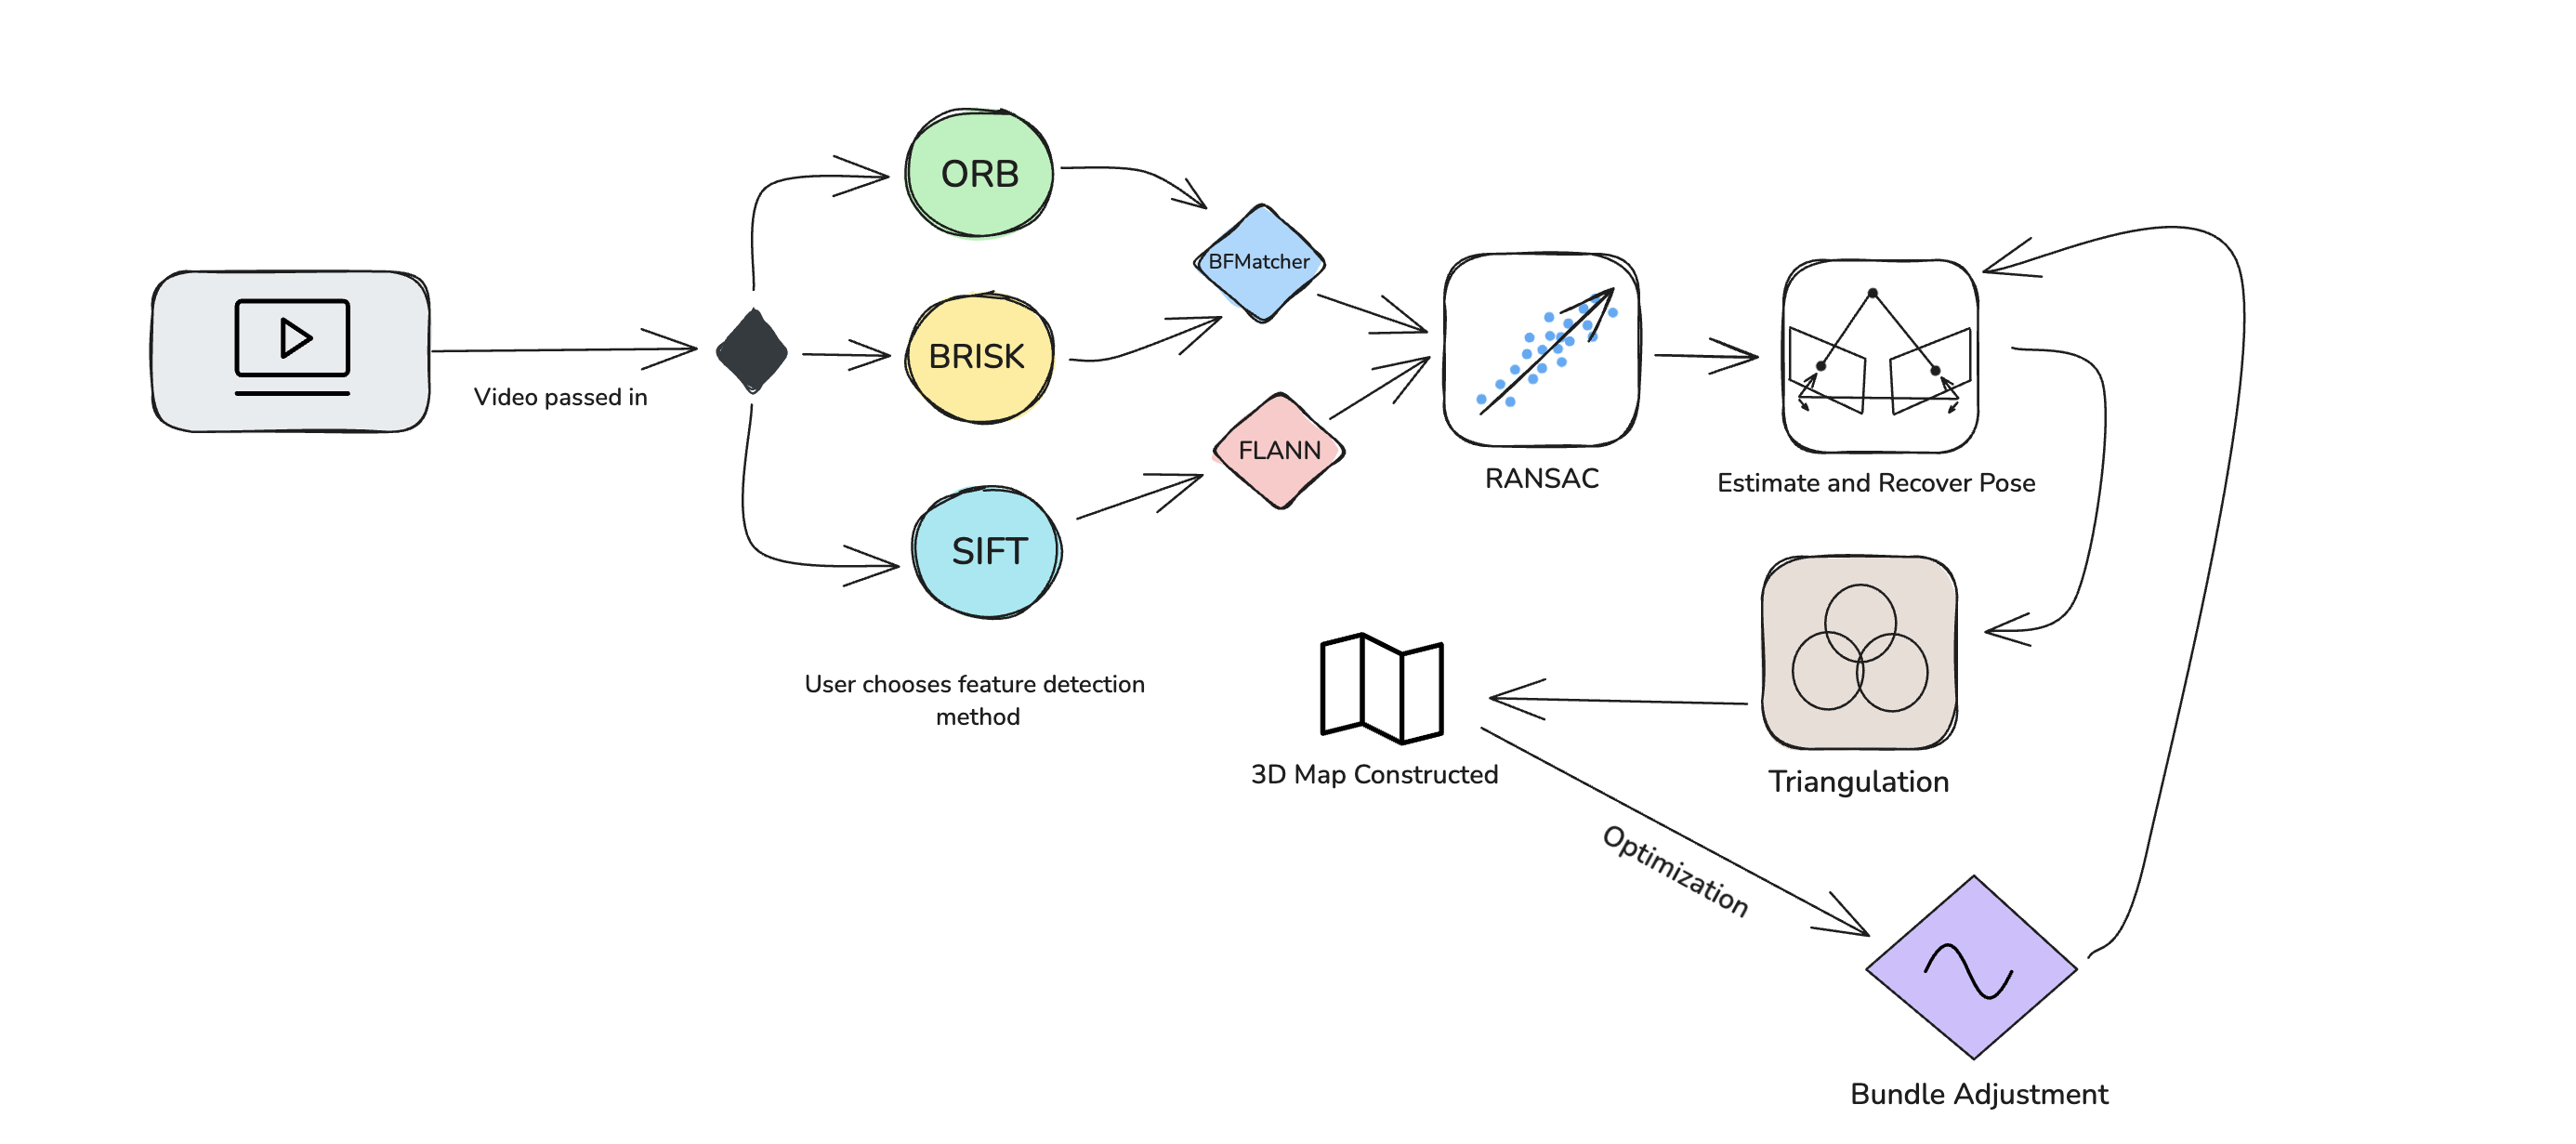 Video passed in
ORB
BRISK
SIFT
User chooses feature detection
method
BFMatcher
FLANN
RANSAC
Estimate and Recover Pose
Triangulation
3D Map Constructed
Optimization
Bundle Adjustment